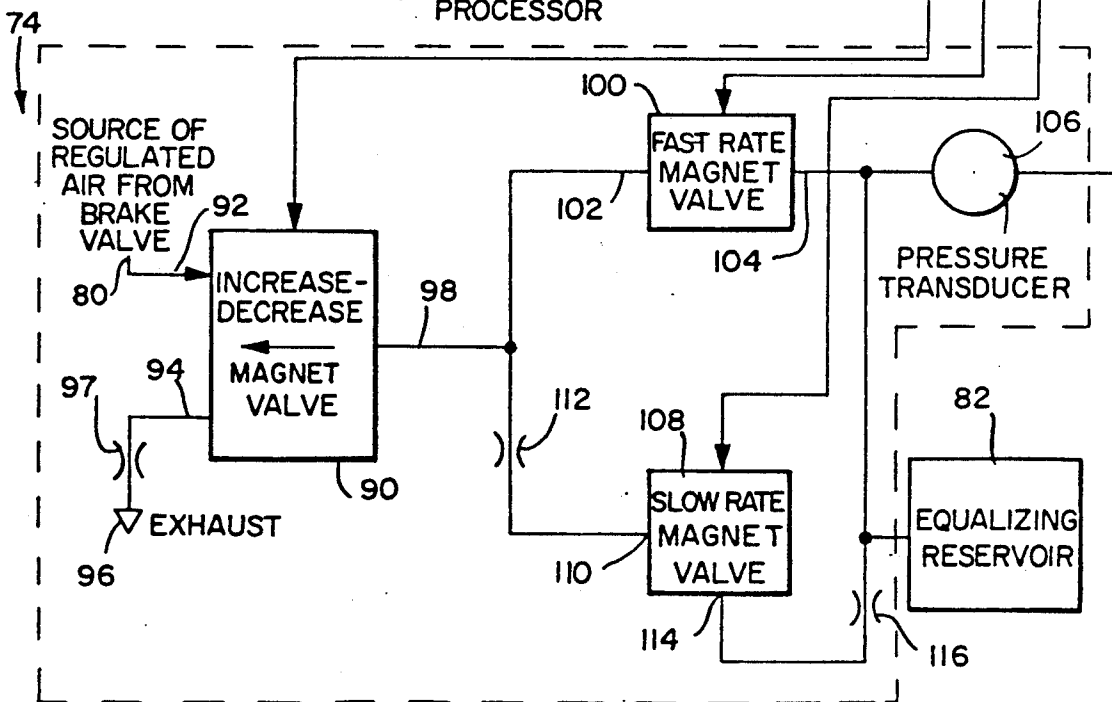 PROCESSOR
74
SOURCE OF
REGULATED
AIR FROM
BRAKE
VALVE
92
80
INCREASE-
DECREASE
MAGNET
VALVE
90
94
97
EXHAUST
96
98
112
100
FAST RATE
MAGNET
VALVE
102
104
106
PRESSURE
TRANSDUCER
108
SLOW RATE
MAGNET
VALVE
110
114
82
EQUALIZING
RESERVOIR
116